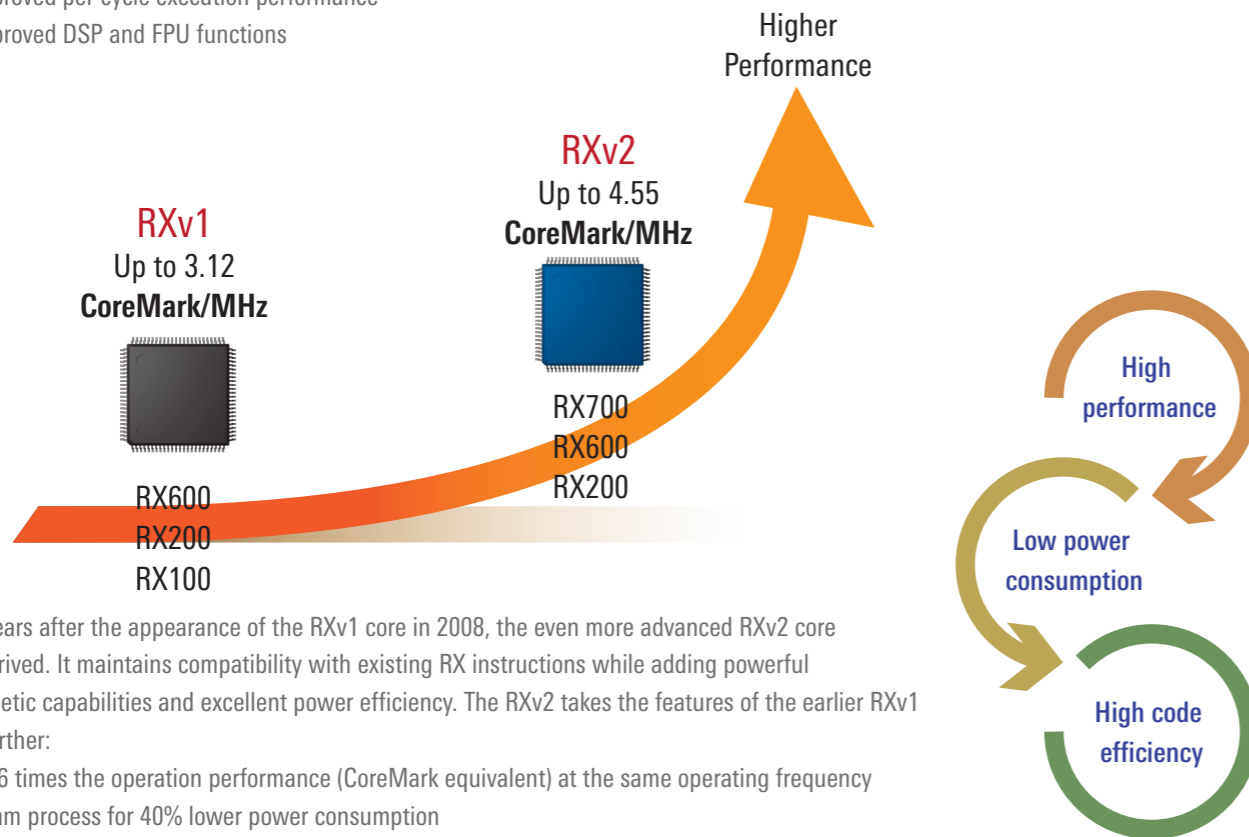 proved per-cycle execution performance
proved DSP and FPU functions
Higher
Performance
RXv2
Up to 4.55
CoreMark/MHz
RXv1
Up to 3.12
CoreMark/MHz
RX700
RX600
RX200
RX600
RX200
RX100
High
performance
Low power
consumption
High code
efficiency
ears after the appearance of the RXv1 core in 2008, the even more advanced RXv2 core
rived. It maintains compatibility with existing RX instructions while adding powerful
etic capabilities and excellent power efficiency. The RXv2 takes the features of the earlier RXv1
rther:
6 times the operation performance (CoreMark equivalent) at the same operating frequency
m process for 40% lower power consumption